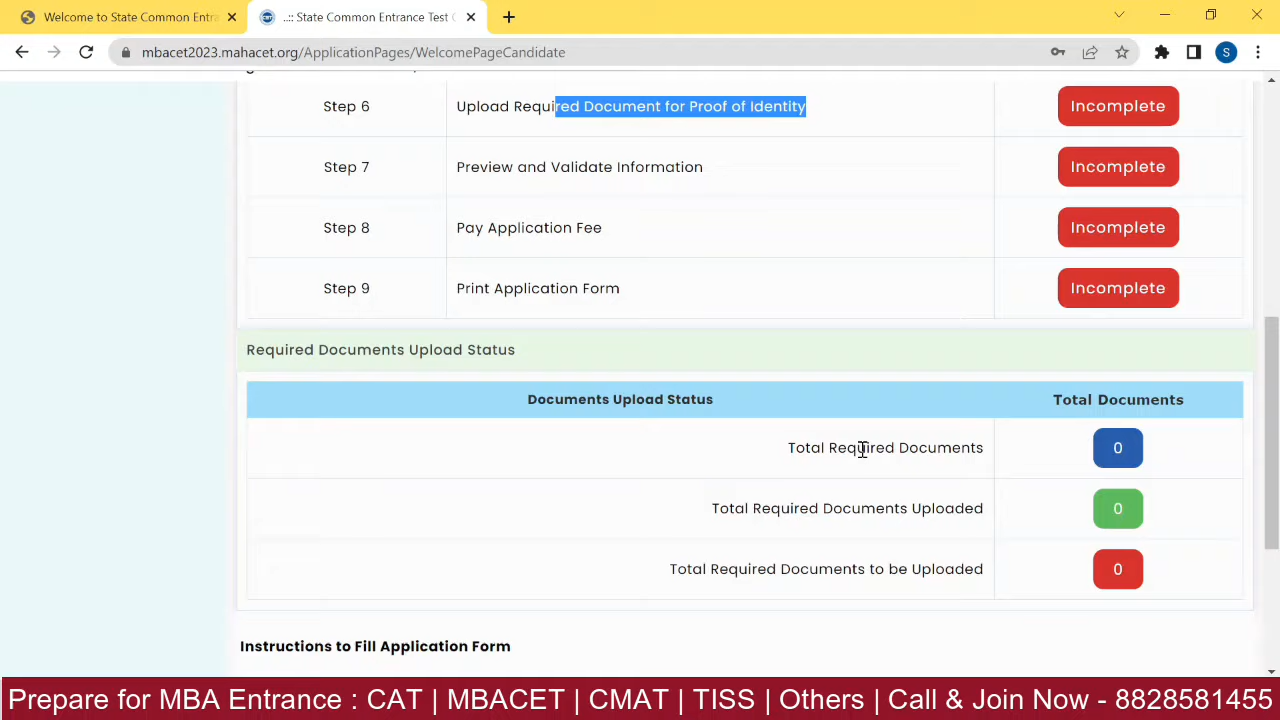 Welcome to State Common Entra
..:: State Common Entrance Test C
mbacet2023.mahacet.org/ApplicationPages/WelcomePageCandidate
S
Step 6 Upload Required Document for Proof of Identity Incomplete
Step 7 Preview and Validate Information Incomplete
Step 8 Pay Application Fee Incomplete
Step 9 Print Application Form Incomplete
Required Documents Upload Status
Documents Upload Status Total Documents
Total Required Documents 0
Total Required Documents Uploaded 0
Total Required Documents to be Uploaded 0
Instructions to Fill Application Form
Prepare for MBA Entrance : CAT | MBACET | CMAT | TISS | Others | Call & Join Now - 8828581455